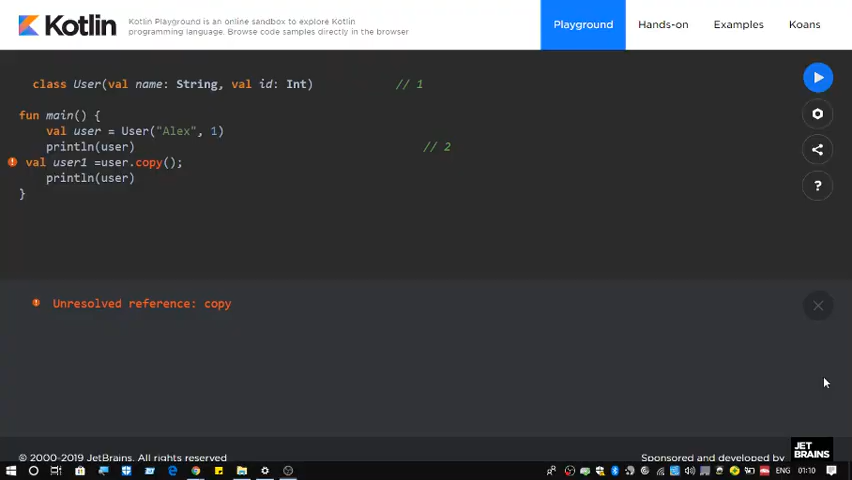 Kotlin
Kotlin Playground is an online sandbox to explore Kotlin
programming language. Browse code samples directly in the browser
Playground
Hands-on
Examples
Koans
class User(val name: String, val id: Int) // 1
fun main() {
val user = User("Alex", 1)
println(user) // 2
val user1 =user.copy();
println(user)
}
Unresolved reference: copy
© 2000-2019 JetBrains. All rights reserved
Sponsored and developed by
JET
BRAINS
ENG
01:10